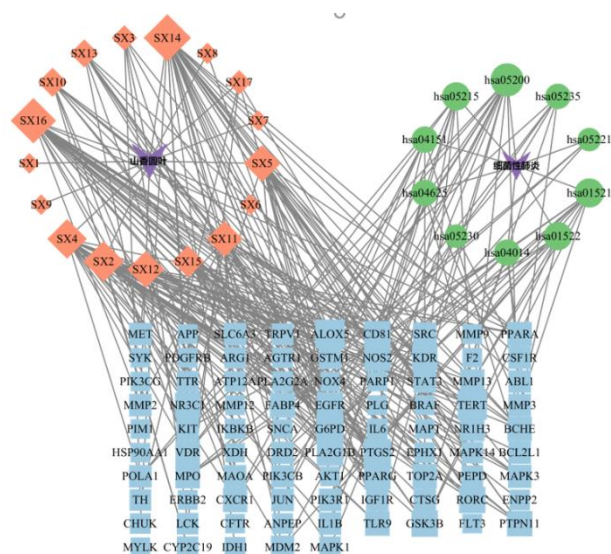 SX14
SX3
SX13
SX8
SX10
SX17
SX16
SX7
山香圆叶
SX1
SX5
SX9
SX6
SX4
SX11
SX2
SX12
SX15
hsa05200
hsa05215
hsa05235
hsa04151
hsa05221
细菌性肺炎
hsa04625
hsa01521
hsa05230
hsa01522
hsa04014
MET APP SLC6A3 TRPV1 ALOX5 CD81 SRC MMP9 PPARA
SYK PDGFRB ARG1 AGTR1 GSTM1 NOS2 KDR F2 CSF1R
PIK3CG TTR ATP12A PLA2G2A NOX4 PARP1 STAT3 MMP13 ABL1
MMP2 NR3C1 MMP12 FABP4 EGFR PLG BRAF TERT MMP3
PIM1 KIT IKBKB SNCA G6PD IL6 MAPT NR1H3 BCHE
HSP90AA1 VDR XDH DRD2 PLA2G1B PTGS2 EPHX1 MAPK14 BCL2L1
POLA1 MPO MAOA PIK3CB AKT1 PPARG TOP2A PEPD MAPK3
TH ERBB2 CXCR1 JUN PIK3R1 IGF1R CTSG RORC ENPP2
CHUK LCK CFTR ANPEP IL1B TLR9 GSK3B FLT3 PTPN11
MYLK CYP2C19 IDH1 MDM2 MAPK1